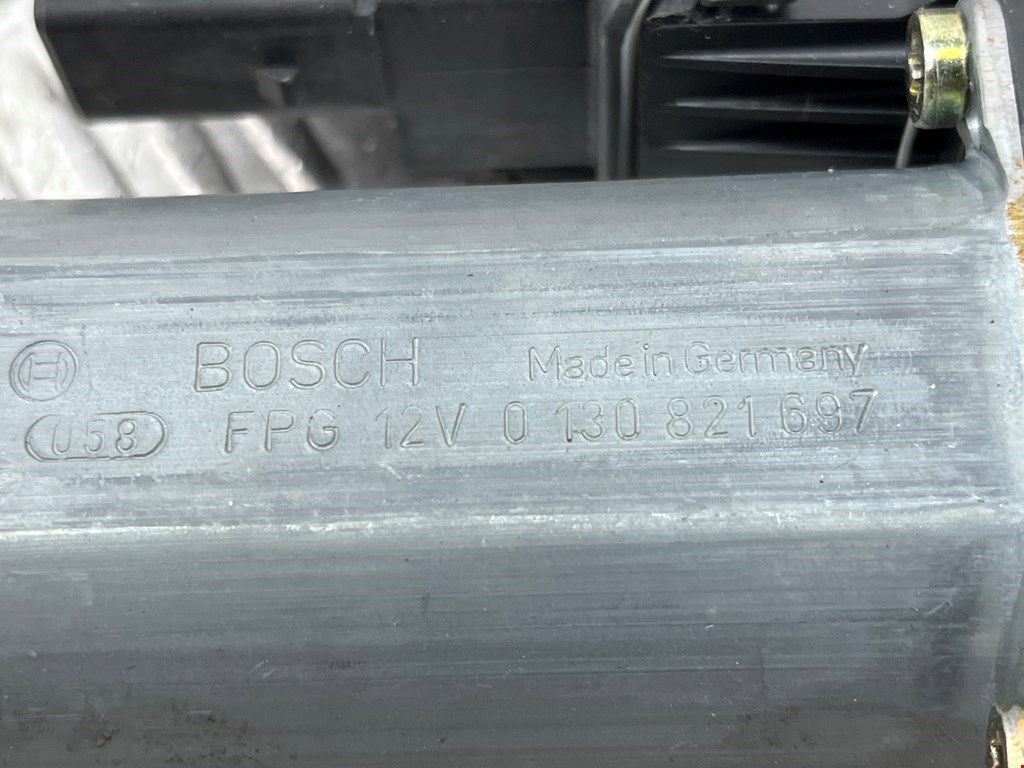 BOSCH Made in Germany
058 FPG 12V 0 130 821 697